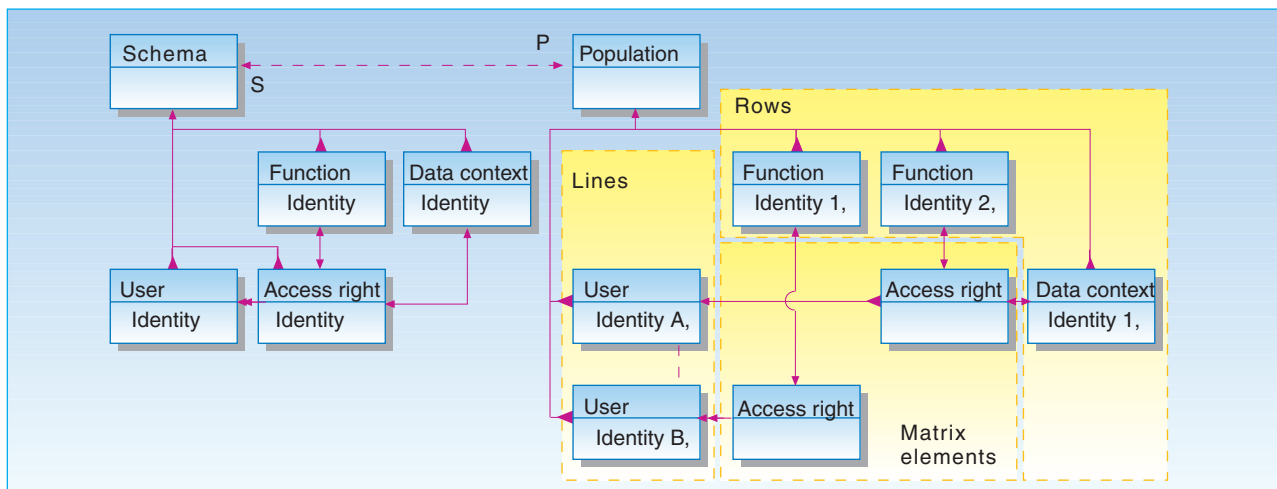 Schema
P
Population
S
Rows
Function
Identity
Data context
Identity
Lines
Function
Identity 1,
Function
Identity 2,
User
Identity
Access right
Identity
User
Identity A,
Access right
Data context
Identity 1,
User
Identity B,
Access right
Matrix
elements